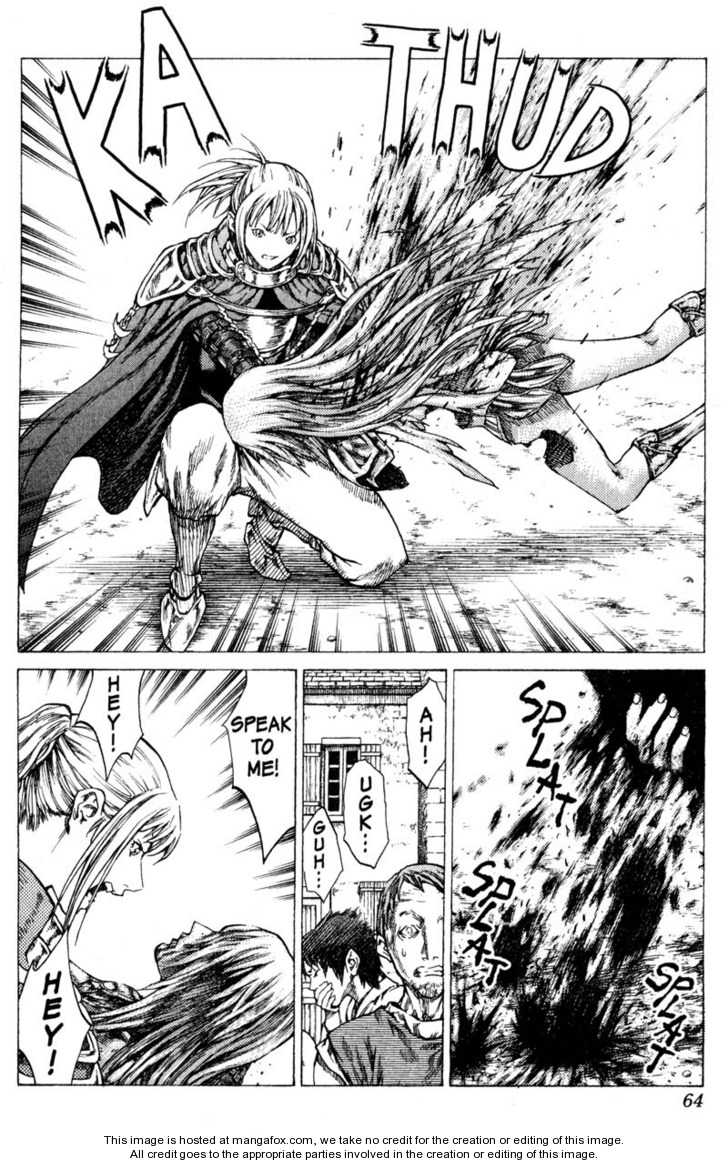 KA THUD
HEY!
SPEAK
TO
ME!
HEY!
AH!
UGK...
GUH...
SPLAT
SPLAT
SPLAT
64
This image is hosted at mangafox.com, we take no credit for the creation or editing of this image.
All credit goes to the appropriate parties involved in the creation or editing of this image.